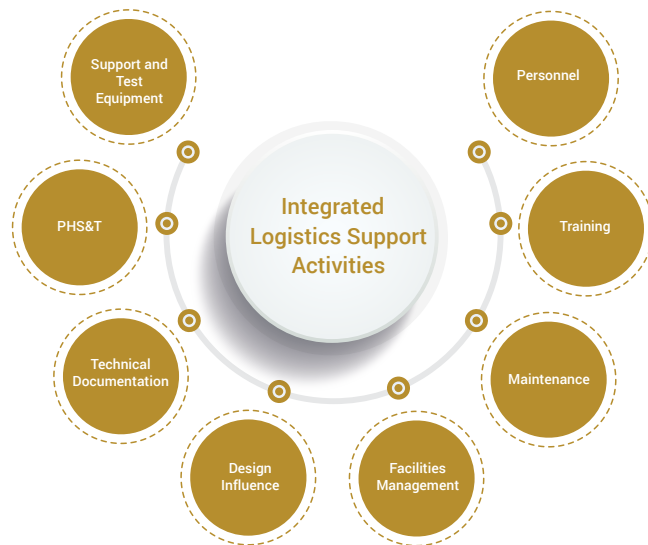 Support and
Test
Equipment
Personnel
Integrated
Logistics Support
Activities
PHS&T
Training
Technical
Documentation
Maintenance
Design
Influence
Facilities
Management